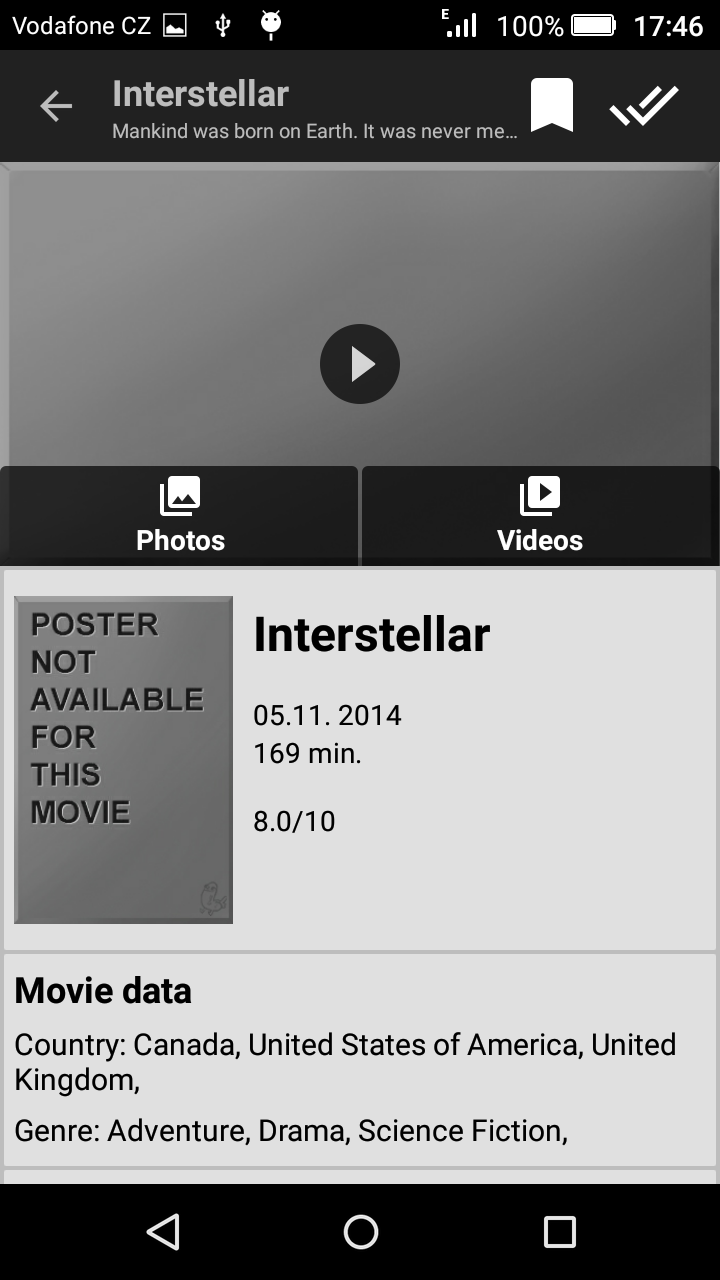 Vodafone CZ
E
100%
17:46
Interstellar
Mankind was born on Earth. It was never me...
Photos
Videos
POSTER
NOT
AVAILABLE
FOR
THIS
MOVIE
Interstellar
05.11. 2014
169 min.
8.0/10
Movie data
Country: Canada, United States of America, United
Kingdom,
Genre: Adventure, Drama, Science Fiction,